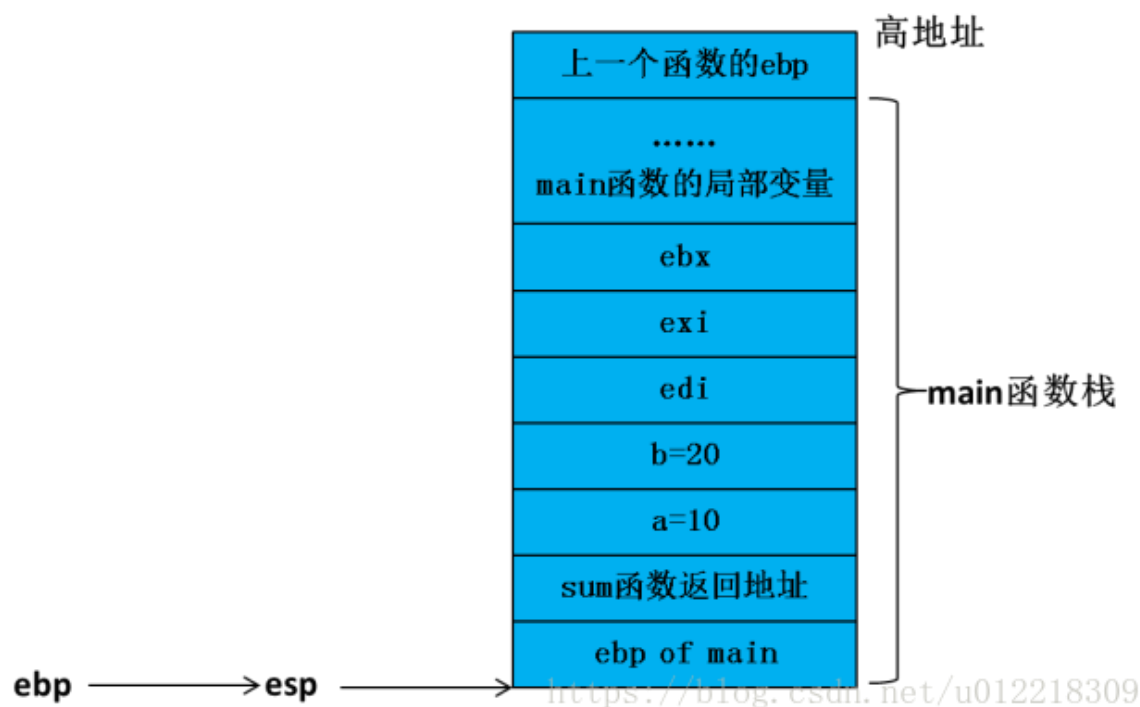 高地址
上一个函数的ebp
……
main函数的局部变量
ebx
exi
edi
main函数栈
b=20
a=10
sum函数返回地址
ebp of main
ebp
esp
https://blog.csdn.net/u012218309